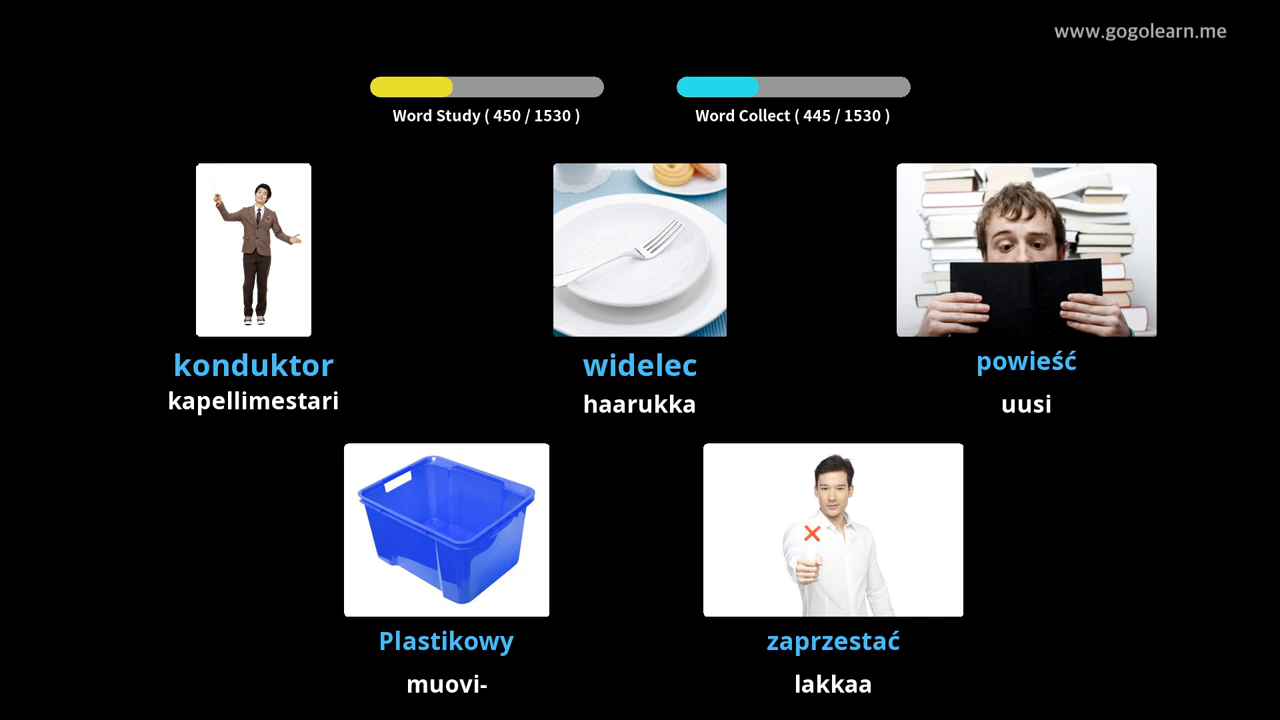 www.gogolearn.me
Word Study ( 450 / 1530 )
Word Collect ( 445 / 1530 )
konduktor
kapellimestari
widelec
haarukka
powieść
uusi
Plastikowy
muovi-
zaprzestać
lakkaa